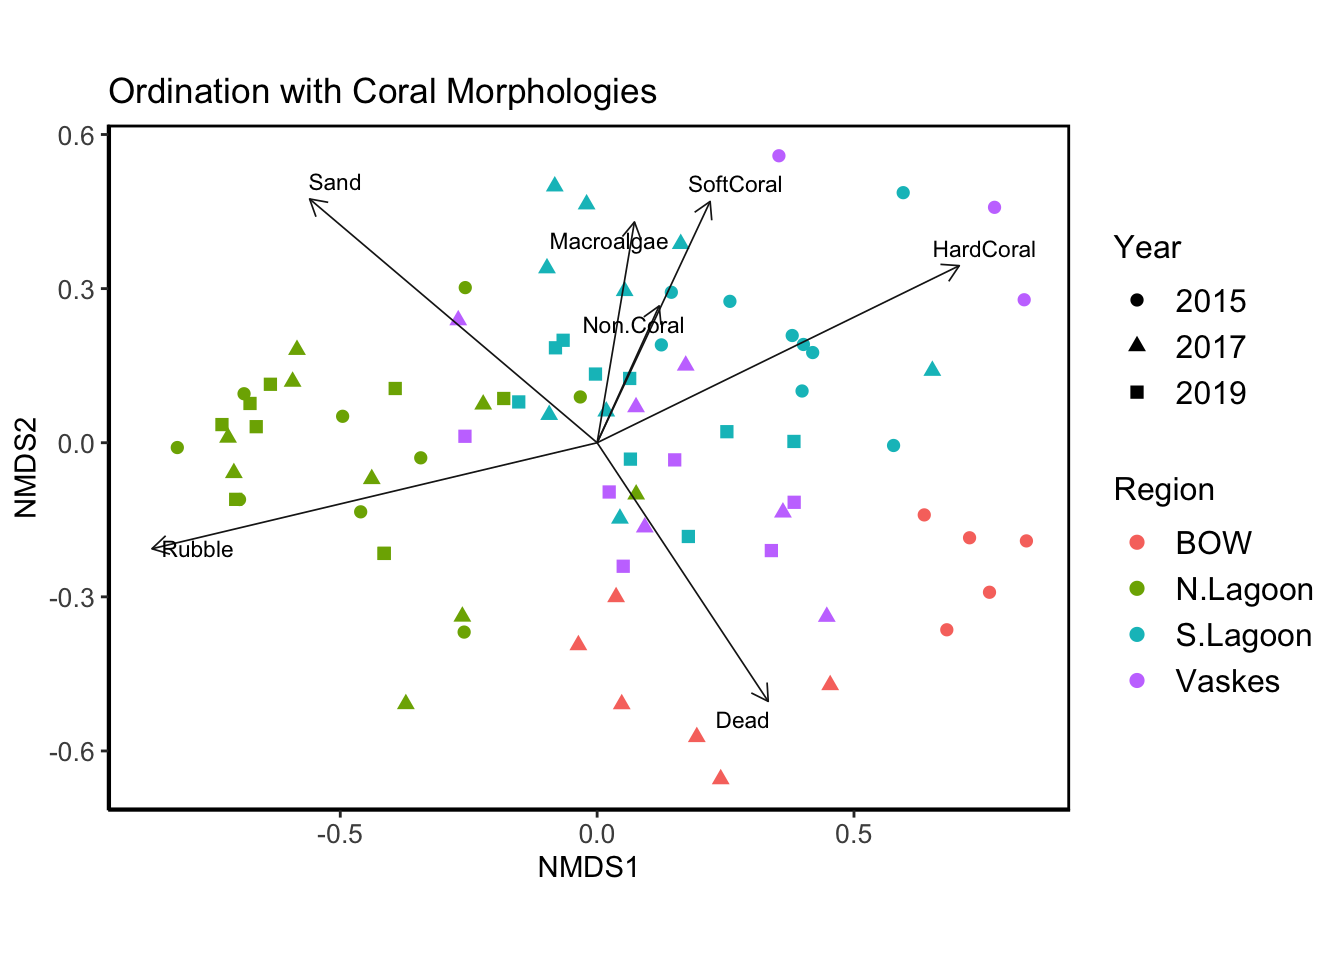 Ordination with Coral Morphologies
0.6
0.3
0.0
-0.3
-0.6
NMDS2
Sand
SoftCoral
Macroalgae
HardCoral
Non.Coral
Rubble
Dead
-0.5
0.0
0.5
NMDS1
Year
2015
2017
2019
Region
BOW
N.Lagoon
S.Lagoon
Vaskes